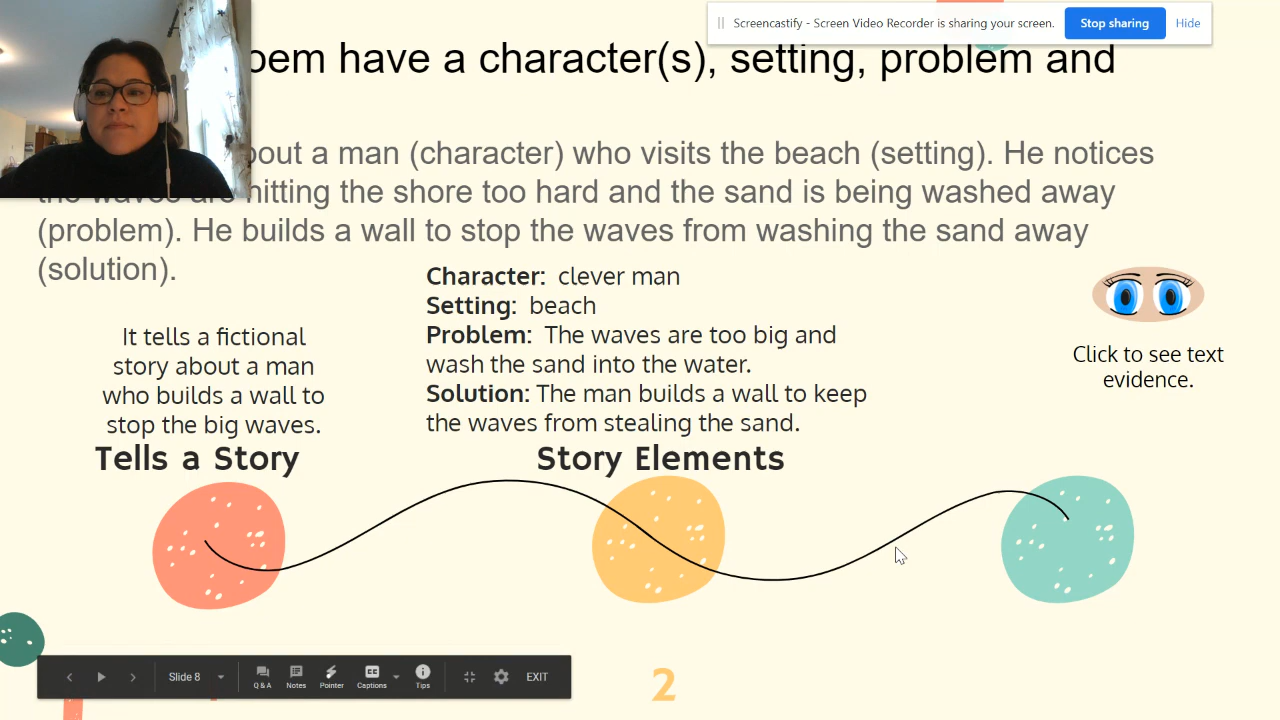 Screencastify - Screen Video Recorder is sharing your screen.
Stop sharing
Hide
have a character(s), setting, problem and
about a man (character) who visits the beach (setting). He notices
the waves are hitting the shore too hard and the sand is being washed away
(problem). He builds a wall to stop the waves from washing the sand away
(solution).
Character: clever man
Setting: beach
Problem: The waves are too big and
wash the sand into the water.
Solution: The man builds a wall to keep
the waves from stealing the sand.
It tells a fictional
story about a man
who builds a wall to
stop the big waves.
Click to see text
evidence.
Tells a Story
Story Elements
Slide 8
Q & A
Notes
Pointer
Captions
Tips
EXIT
2